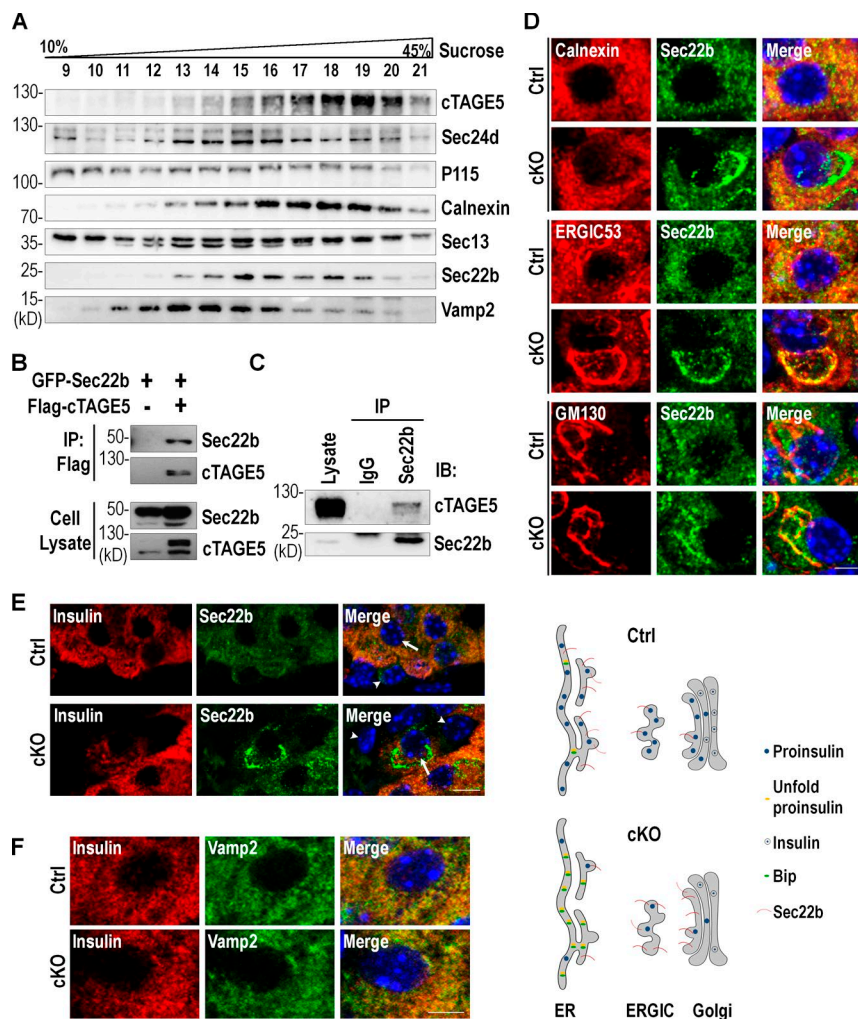 A
10% 45% Sucrose
9 10 11 12 13 14 15 16 17 18 19 20 21
130- cTAGE5
130- Sec24d
100- P115
70- Calnexin
35- Sec13
25- Sec22b
15- Vamp2
(kD)
B
GFP-Sec22b + +
Flag-cTAGE5 - +
IP: Flag
50- Sec22b
130- cTAGE5
Cell Lysate
50- Sec22b
130- cTAGE5
(kD)
C
IP
Lysate IgG Sec22b IB:
130- cTAGE5
25- Sec22b
(kD)
D
Ctrl Calnexin Sec22b Merge
cKO
Ctrl ERGIC53 Sec22b Merge
cKO
Ctrl GM130 Sec22b Merge
cKO
E
Ctrl Insulin Sec22b Merge
cKO Insulin Sec22b Merge
F
Ctrl Insulin Vamp2 Merge
cKO Insulin Vamp2 Merge
Ctrl
cKO
ER ERGIC Golgi
Proinsulin
Unfold
proinsulin
Insulin
Bip
Sec22b